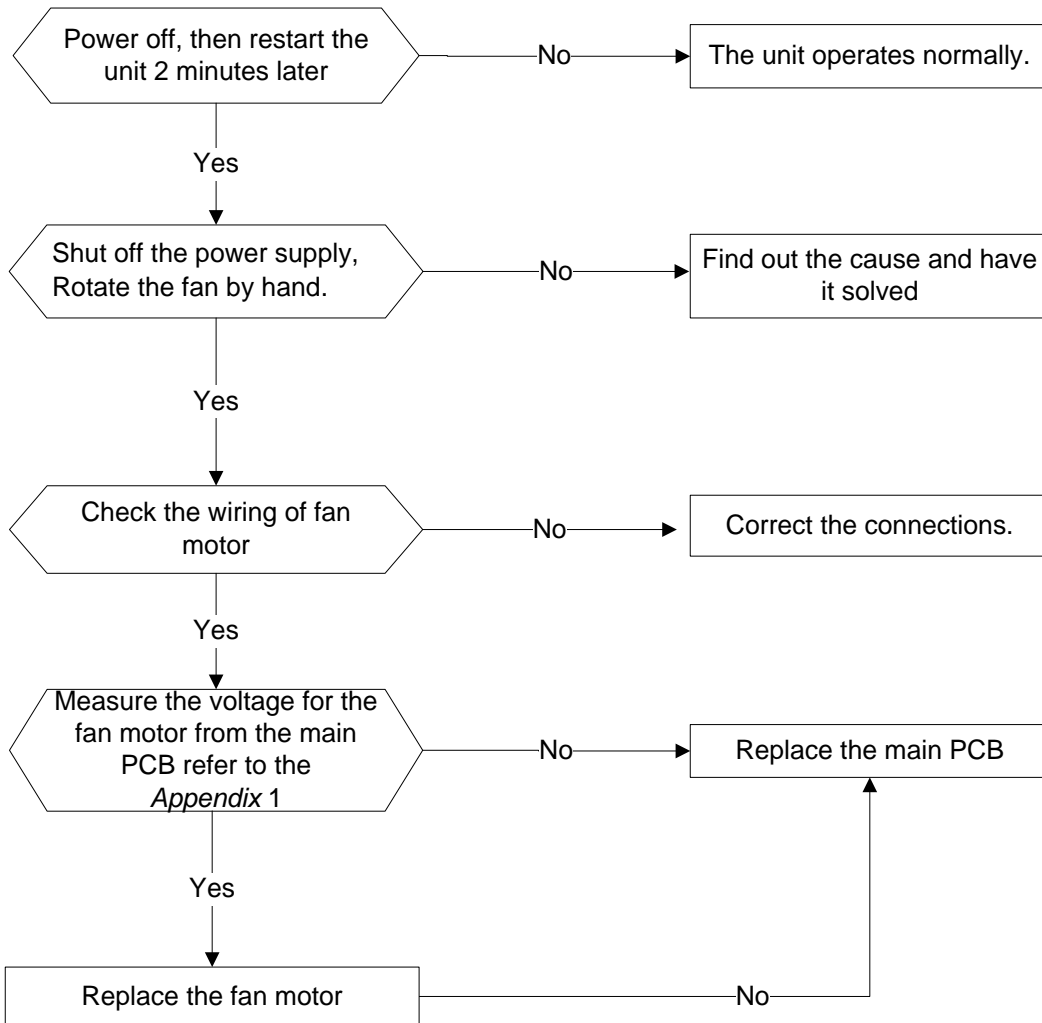 Power off, then restart the
unit 2 minutes later
No
The unit operates normally.
Yes
Shut off the power supply,
Rotate the fan by hand.
No
Find out the cause and have
it solved
Yes
Check the wiring of fan
motor
No
Correct the connections.
Yes
Measure the voltage for the
fan motor from the main
PCB refer to the
Appendix 1
No
Replace the main PCB
Yes
Replace the fan motor
No